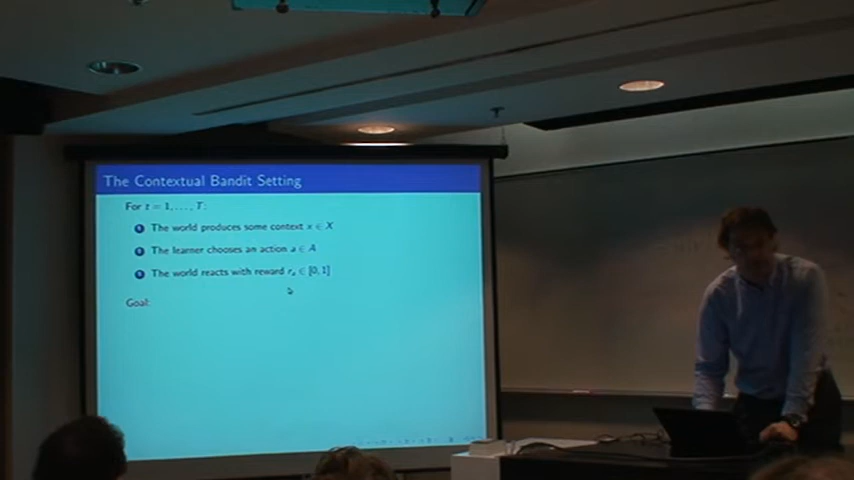 The Contextual Bandit Setting
For t = 1, . . . , T:
1 The world produces some context x ∈ X
2 The learner chooses an action a ∈ A
3 The world reacts with reward rₐ ∈ [0, 1]
Goal: